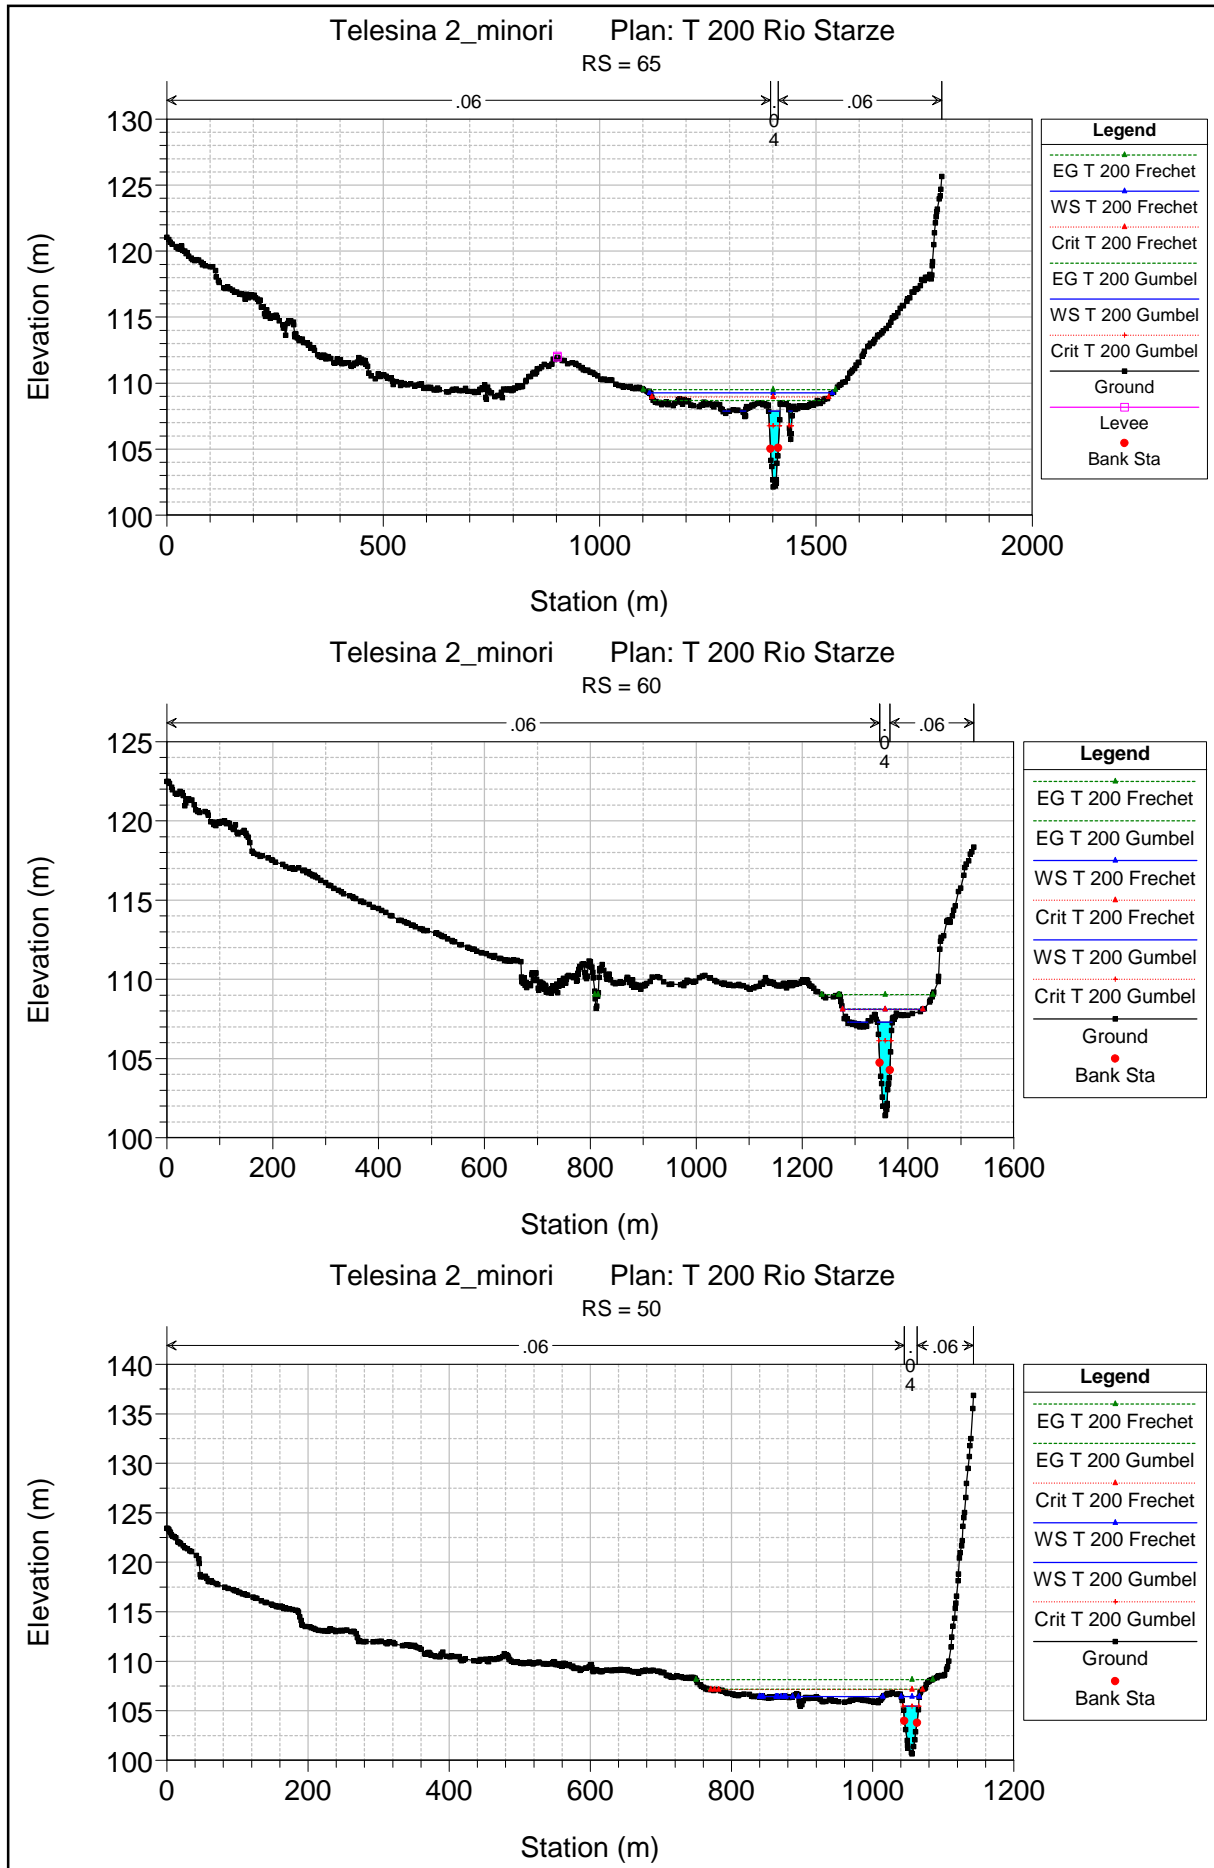 Telesina 2_minori Plan: T 200 Rio Starze
RS = 65
.06
.04
.06
130
125
120
115
110
105
100
Elevation (m)
0 500 1000 1500 2000
Station (m)
Legend
EG T 200 Frechet
WS T 200 Frechet
Crit T 200 Frechet
EG T 200 Gumbel
WS T 200 Gumbel
Crit T 200 Gumbel
Ground
Levee
Bank Sta
Telesina 2_minori Plan: T 200 Rio Starze
RS = 60
.06
.04
.06
125
120
115
110
105
100
Elevation (m)
0 200 400 600 800 1000 1200 1400 1600
Station (m)
Legend
EG T 200 Frechet
EG T 200 Gumbel
WS T 200 Frechet
Crit T 200 Frechet
WS T 200 Gumbel
Crit T 200 Gumbel
Ground
Bank Sta
Telesina 2_minori Plan: T 200 Rio Starze
RS = 50
.06
.04
.06
140
135
130
125
120
115
110
105
100
Elevation (m)
0 200 400 600 800 1000 1200
Station (m)
Legend
EG T 200 Frechet
EG T 200 Gumbel
Crit T 200 Frechet
WS T 200 Frechet
WS T 200 Gumbel
Crit T 200 Gumbel
Ground
Bank Sta